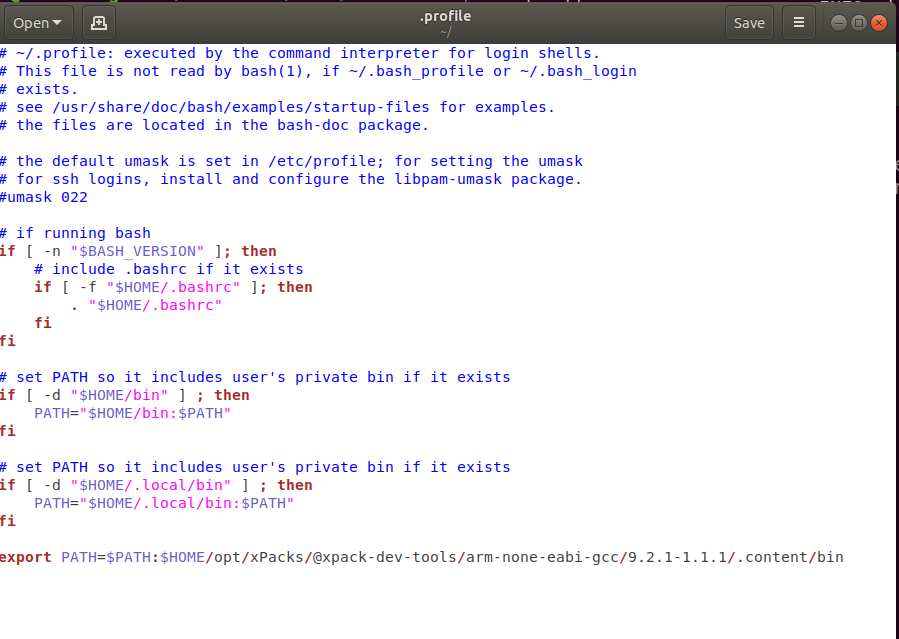 Open
.profile
~/
Save
# ~/.profile: executed by the command interpreter for login shells.
# This file is not read by bash(1), if ~/.bash_profile or ~/.bash_login
# exists.
# see /usr/share/doc/bash/examples/startup-files for examples.
# the files are located in the bash-doc package.

# the default umask is set in /etc/profile; for setting the umask
# for ssh logins, install and configure the libpam-umask package.
#umask 022

# if running bash
if [ -n "$BASH_VERSION" ]; then
    # include .bashrc if it exists
    if [ -f "$HOME/.bashrc" ]; then
        . "$HOME/.bashrc"
    fi
fi

# set PATH so it includes user's private bin if it exists
if [ -d "$HOME/bin" ] ; then
    PATH="$HOME/bin:$PATH"
fi

# set PATH so it includes user's private bin if it exists
if [ -d "$HOME/.local/bin" ] ; then
    PATH="$HOME/.local/bin:$PATH"
fi

export PATH=$PATH:$HOME/opt/xPacks/@xpack-dev-tools/arm-none-eabi-gcc/9.2.1-1.1.1/.content/bin